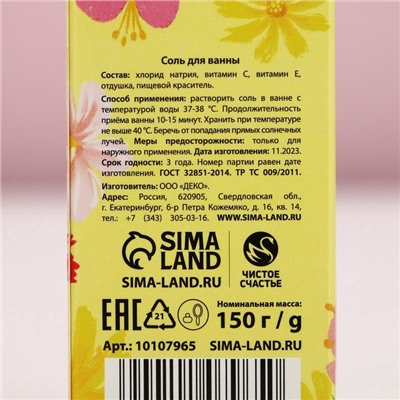 Соль для ванны
Состав: хлорид натрия, витамин С, витамин Е,
отдушка, пищевой краситель.
Способ применения: растворить соль в ванне с
температурой воды 37-38 °С. Продолжительность
приёма ванны 10-15 минут. Хранить при температуре
не выше 40 °С. Беречь от попадания прямых солнечных
лучей. Меры предосторожности: только для
наружного применения. Дата изготовления: 11.2023.
Срок годности: 3 года. Номер партии равен дате
изготовления. ГОСТ 32851-2014. ТР ТС 009/2011.
Изготовитель: ООО «ДЕКО».
Адрес: Россия, 620905, Свердловская обл.,
г. Екатеринбург, б-р Петра Кожемяко, д. 16, кв. 14,
тел.: +7 (343) 305-03-16. WWW.SIMA-LAND.RU
SIMA
LAND
SIMA-LAND.RU
ЧИСТОЕ
СЧАСТЬЕ
EAC
21
Номинальная масса:
150 г / g
Арт.: 10107965 SIMA-LAND.RU